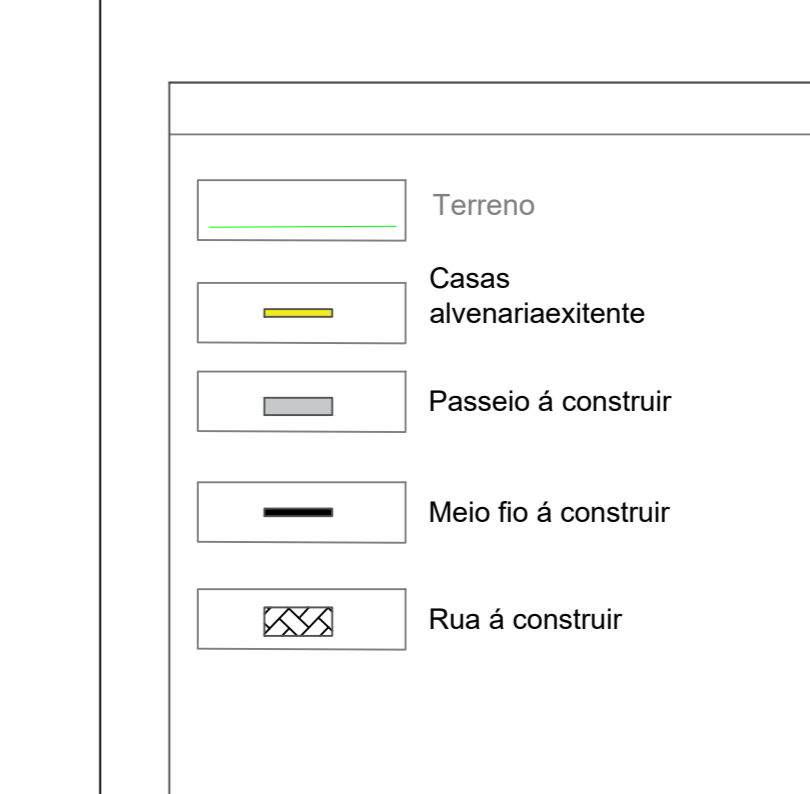 Terreno
Casas
alvenariaexitente
Passeio á construir
Meio fio á construir
Rua á construir